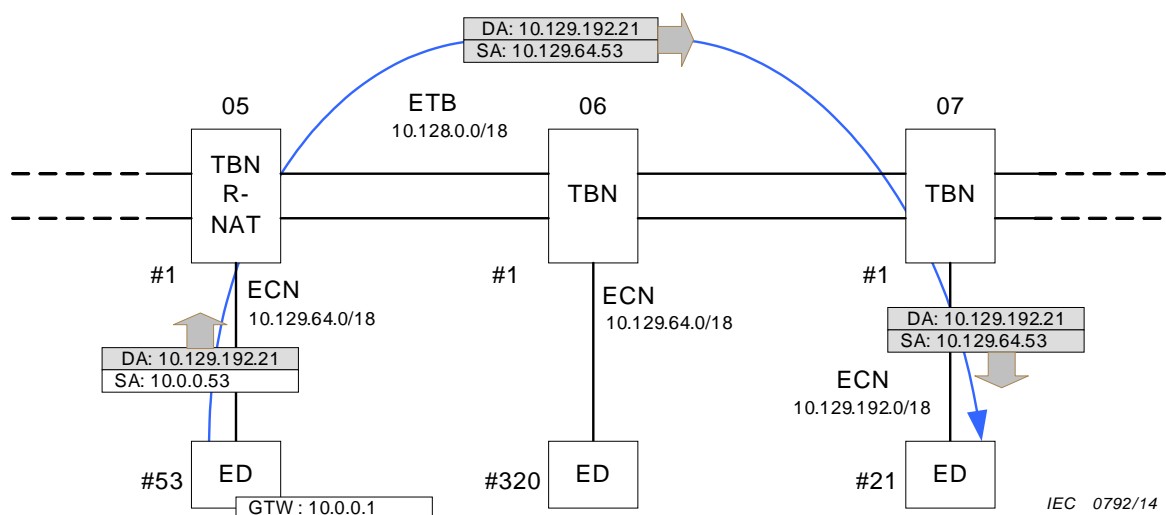 DA: 10.129.192.21
SA: 10.129.64.53
05
ETB
10.128.0.0/18
06
07
TBN
R-
NAT
TBN
TBN
#1
#1
#1
ECN
10.129.64.0/18
ECN
10.129.64.0/18
DA: 10.129.192.21
SA: 10.129.64.53
DA: 10.129.192.21
SA: 10.0.0.53
ECN
10.129.192.0/18
#53
ED
#320
ED
#21
ED
GTW : 10.0.0.1
IEC 0792/14